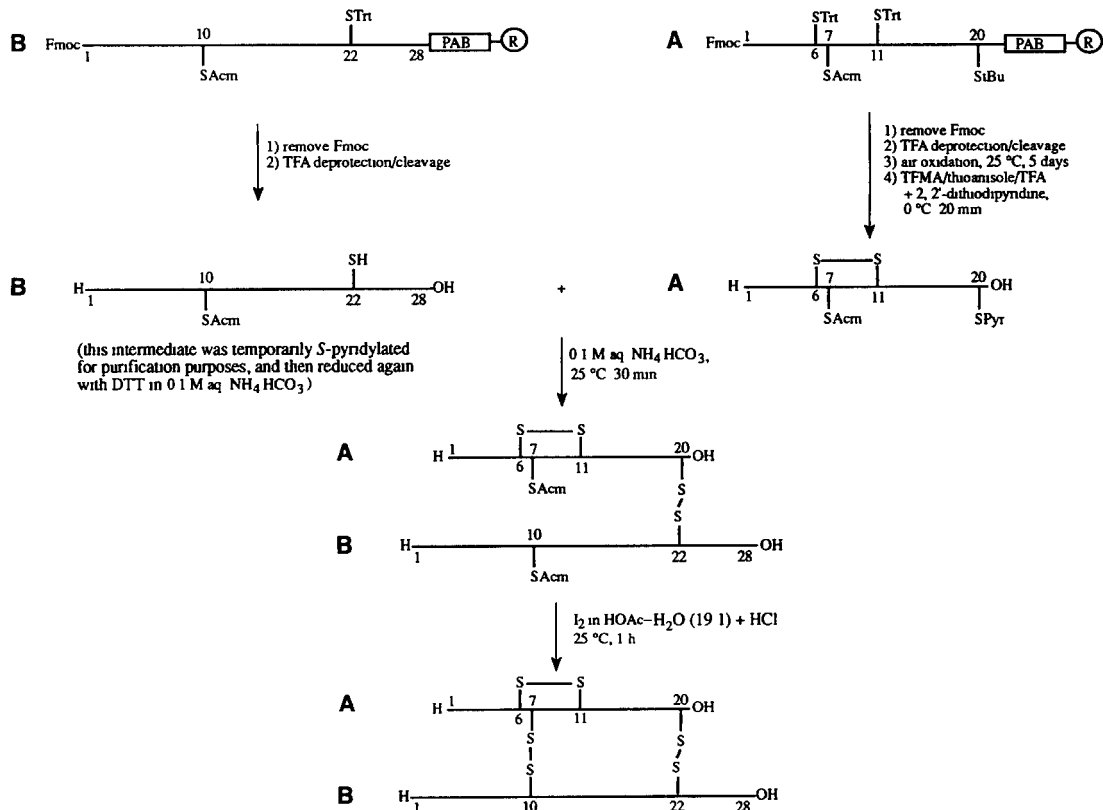 B Fmoc 1 10 SAcm STrt 22 28 PAB R
A Fmoc 1 STrt 6 7 SAcm STrt 11 20 StBu PAB R
1) remove Fmoc
2) TFA deprotection/cleavage
1) remove Fmoc
2) TFA deprotection/cleavage
3) air oxidation, 25 °C, 5 days
4) TFMA/thioanisole/TFA
+ 2, 2'-dithiodipyridine,
0 °C 20 min
B H 1 10 SAcm SH 22 28 OH
+
A H 1 S S 6 7 SAcm 11 20 OH SPyr
(this intermediate was temporarily S-pyridylated
for purification purposes, and then reduced again
with DTT in 0 1 M aq NH4 HCO3)
0 1 M aq NH4 HCO3,
25 °C 30 min
A H 1 S S 6 7 SAcm 11 20 OH
S
S
B H 1 10 SAcm 22 28 OH
I2 in HOAc–H2O (19 1) + HCl
25 °C, 1 h
A H 1 S S 6 7 11 20 OH
S S
S S
B H 1 10 22 28 OH